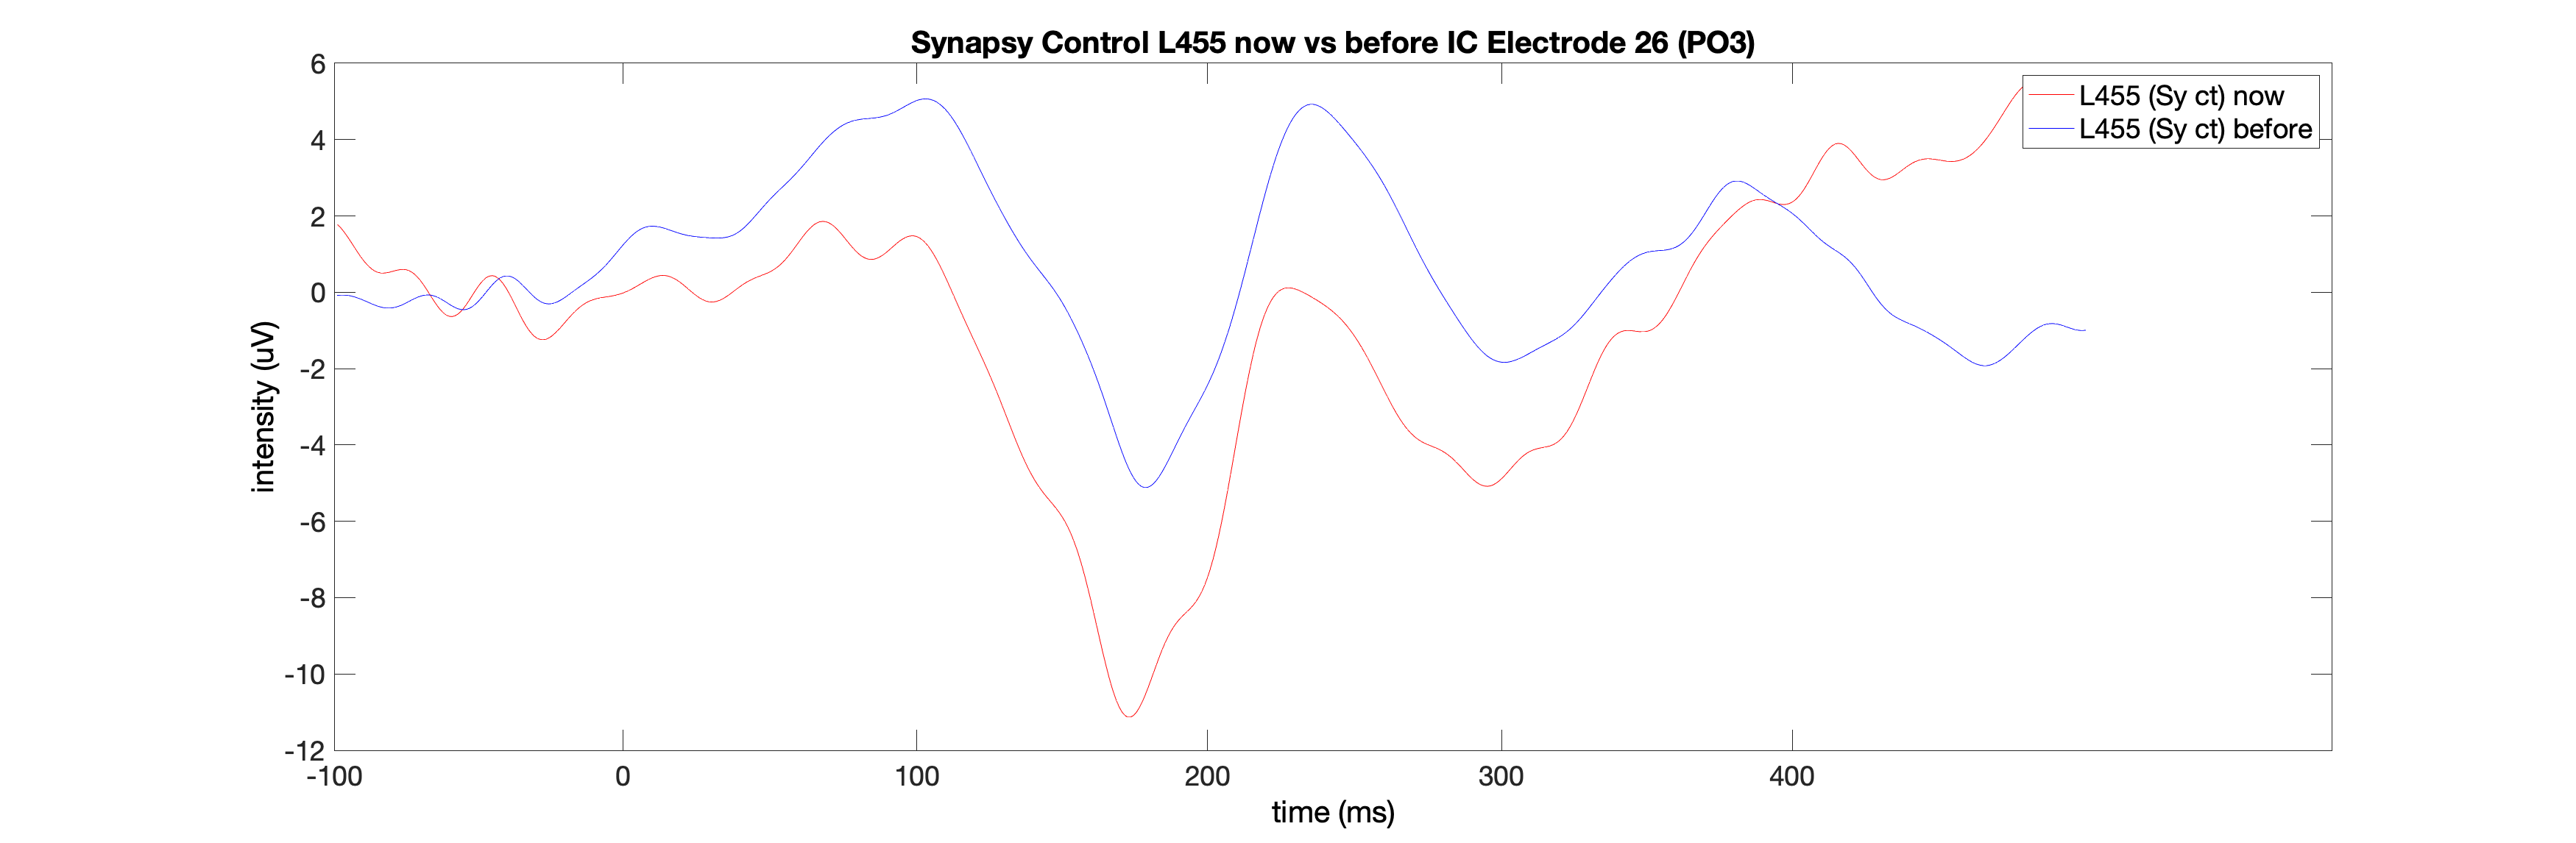 Synapsy Control L455 now vs before IC Electrode 26 (PO3)
6
4
2
0
-2
-4
-6
-8
-10
-12
intensity (uV)
L455 (Sy ct) now
L455 (Sy ct) before
-100 0 100 200 300 400
time (ms)